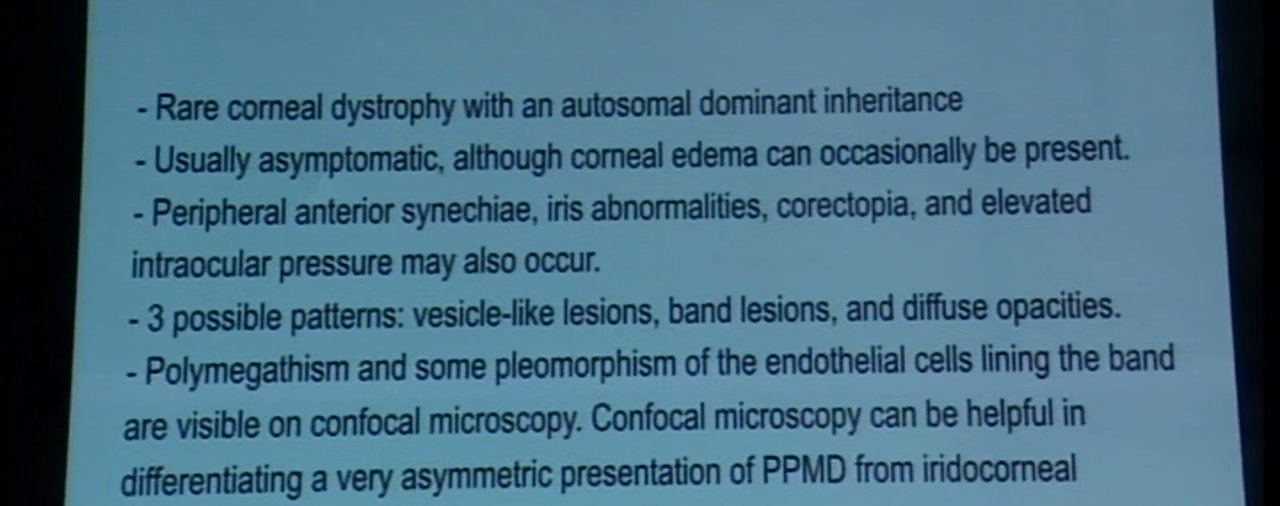 - Rare corneal dystrophy with an autosomal dominant inheritance
- Usually asymptomatic, although corneal edema can occasionally be present.
- Peripheral anterior synechiae, iris abnormalities, corectopia, and elevated
intraocular pressure may also occur.
- 3 possible patterns: vesicle-like lesions, band lesions, and diffuse opacities.
- Polymegathism and some pleomorphism of the endothelial cells lining the band
are visible on confocal microscopy. Confocal microscopy can be helpful in
differentiating a very asymmetric presentation of PPMD from iridocorneal